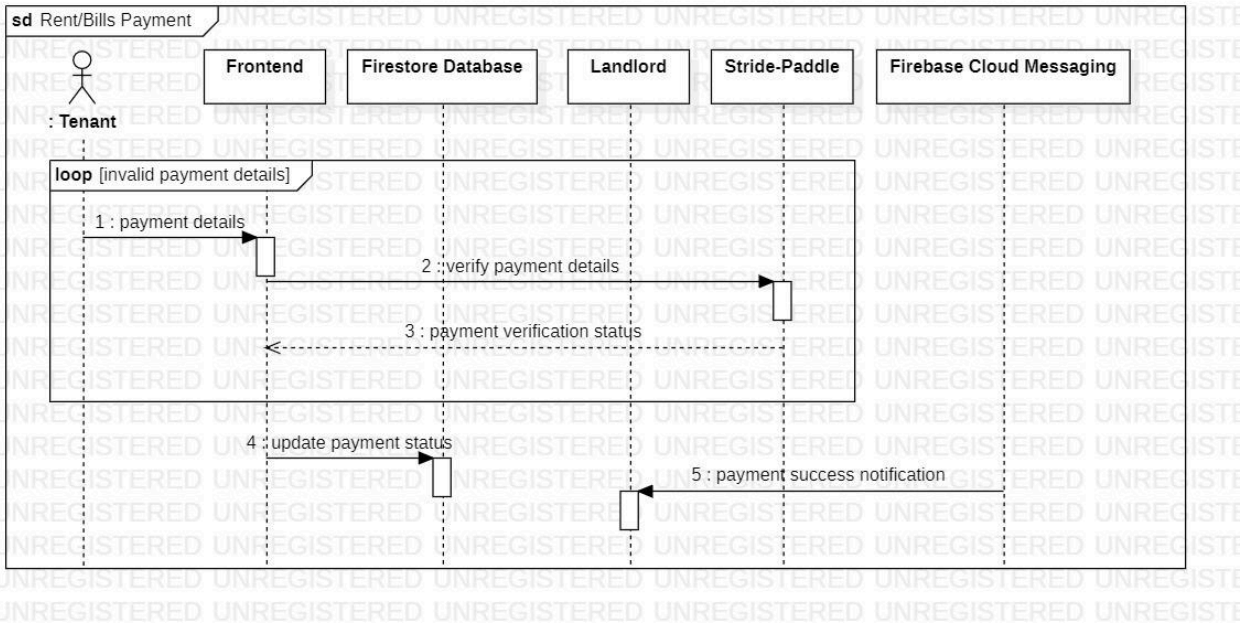 sd Rent/Bills Payment
Frontend
Firestore Database
Landlord
Stride-Paddle
Firebase Cloud Messaging
: Tenant
loop [invalid payment details]
1 : payment details
2 : verify payment details
3 : payment verification status
4 : update payment status
5 : payment success notification
UNREGISTERED